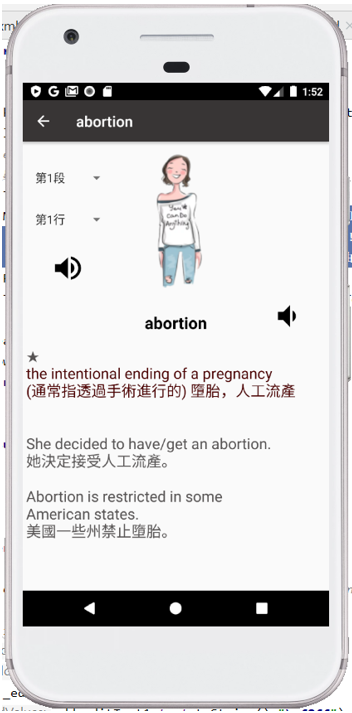 1:52
abortion
第1段
第1行
You
can Do
Anything
abortion
★
the intentional ending of a pregnancy
(通常指透過手術進行的) 墮胎，人工流產
She decided to have/get an abortion.
她決定接受人工流產。
Abortion is restricted in some
American states.
美國一些州禁止墮胎。